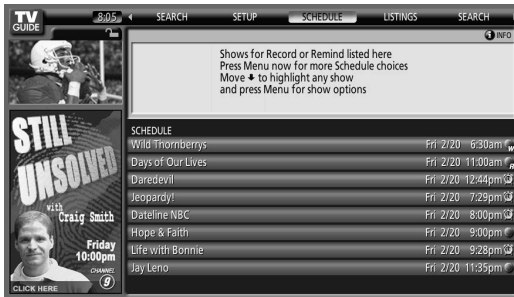 TV
GUIDE
8:05
SEARCH
SETUP
SCHEDULE
LISTINGS
SEARCH
i INFO
Shows for Record or Remind listed here
Press Menu now for more Schedule choices
Move to highlight any show
and press Menu for show options
STILL
UNSOLVED
with
Craig Smith
Friday
10:00pm
CHANNEL
9
CLICK HERE
SCHEDULE
Wild Thornberrys Fri 2/20 6:30am W
Days of Our Lives Fri 2/20 11:00am R
Daredevil Fri 2/20 12:44pm
Jeopardy! Fri 2/20 7:29pm
Dateline NBC Fri 2/20 8:00pm
Hope & Faith Fri 2/20 9:00pm
Life with Bonnie Fri 2/20 9:28pm
Jay Leno Fri 2/20 11:35pm